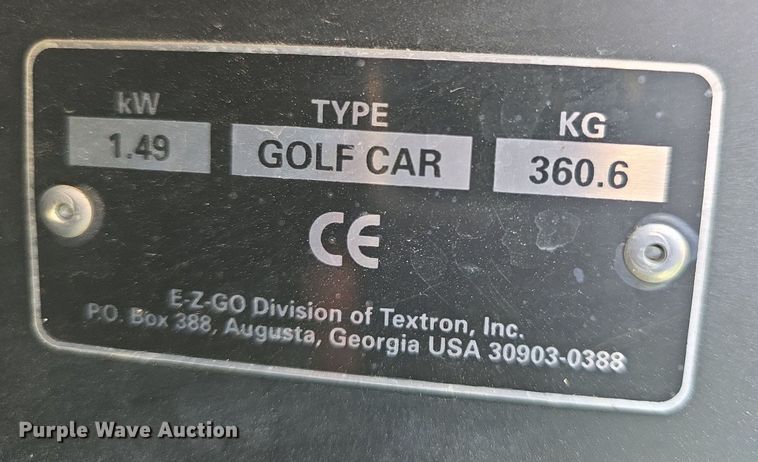 kW TYPE KG
1.49 GOLF CAR 360.6
CE
E-Z-GO Division of Textron, Inc.
P.O. Box 388, Augusta, Georgia USA 30903-0388
Purple Wave Auction